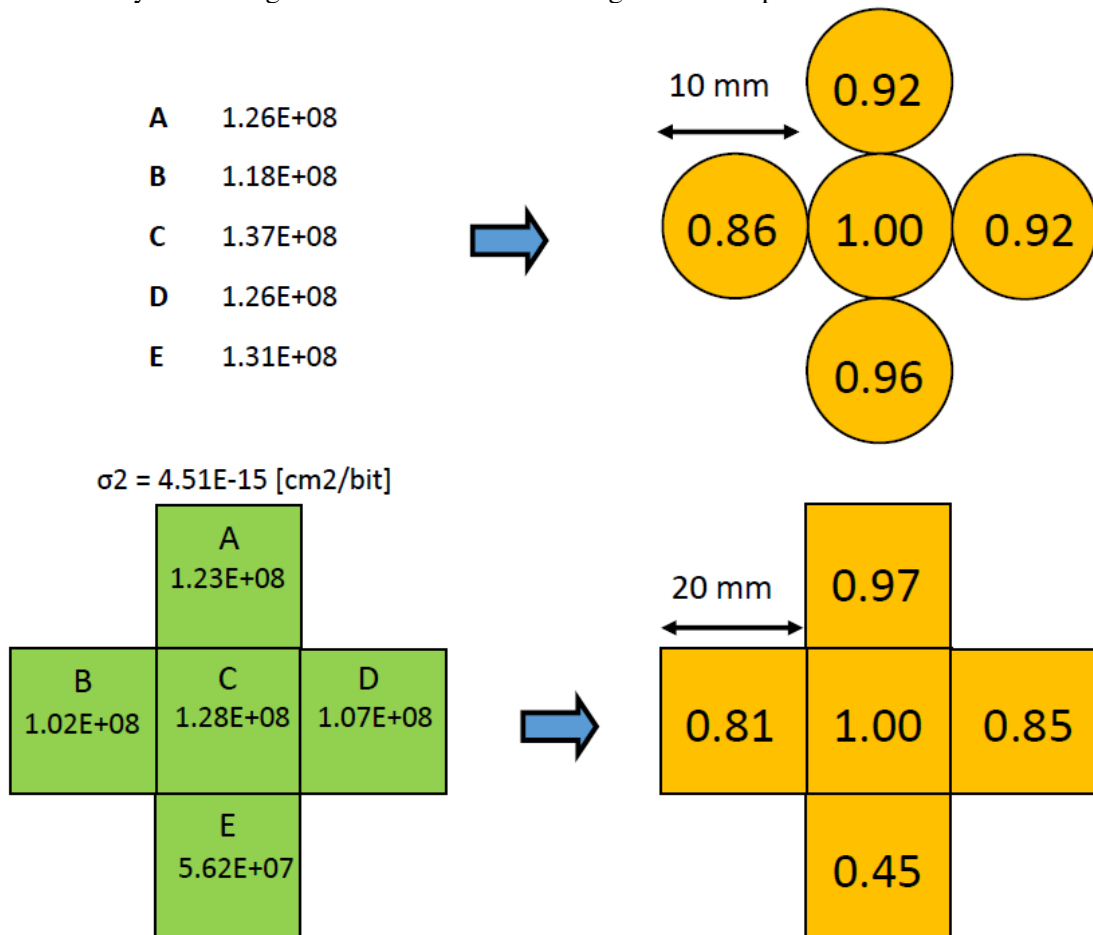 10 mm
0.92
A 1.26E+08
B 1.18E+08
C 1.37E+08
D 1.26E+08
E 1.31E+08
0.86 1.00 0.92
0.96
σ2 = 4.51E-15 [cm2/bit]
A
1.23E+08
B
1.02E+08
C
1.28E+08
D
1.07E+08
E
5.62E+07
20 mm
0.97
0.81 1.00 0.85
0.45